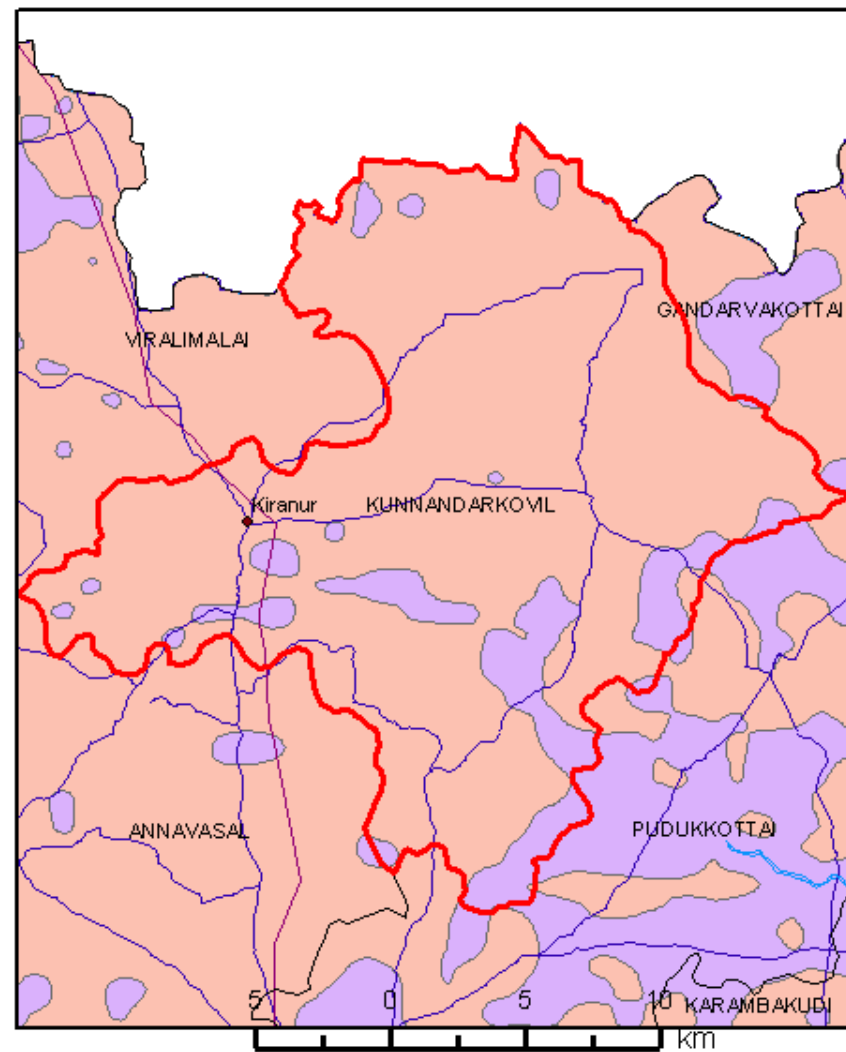 GANDARVAKOTTAI
VIRALIMALAI
Kiranur
KUNNANDARKOVIL
ANNAVASAL
PUDUKKOTTAI
5 0 5 10
KARAMBAKUDI
km